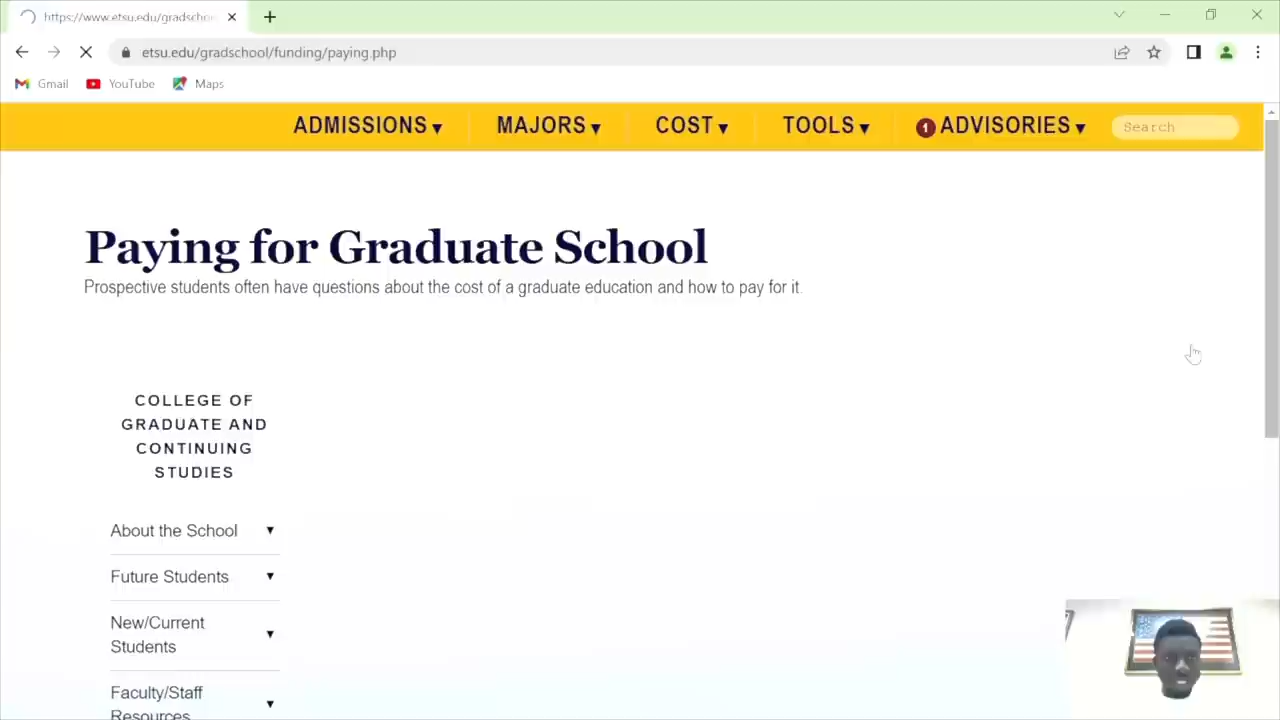 https://www.etsu.edu/gradschoo
etsu.edu/gradschool/funding/paying.php
Gmail YouTube Maps
ADMISSIONS MAJORS COST TOOLS 1 ADVISORIES Search
Paying for Graduate School
Prospective students often have questions about the cost of a graduate education and how to pay for it.
COLLEGE OF
GRADUATE AND
CONTINUING
STUDIES
About the School
Future Students
New/Current
Students
Faculty/Staff
Resources